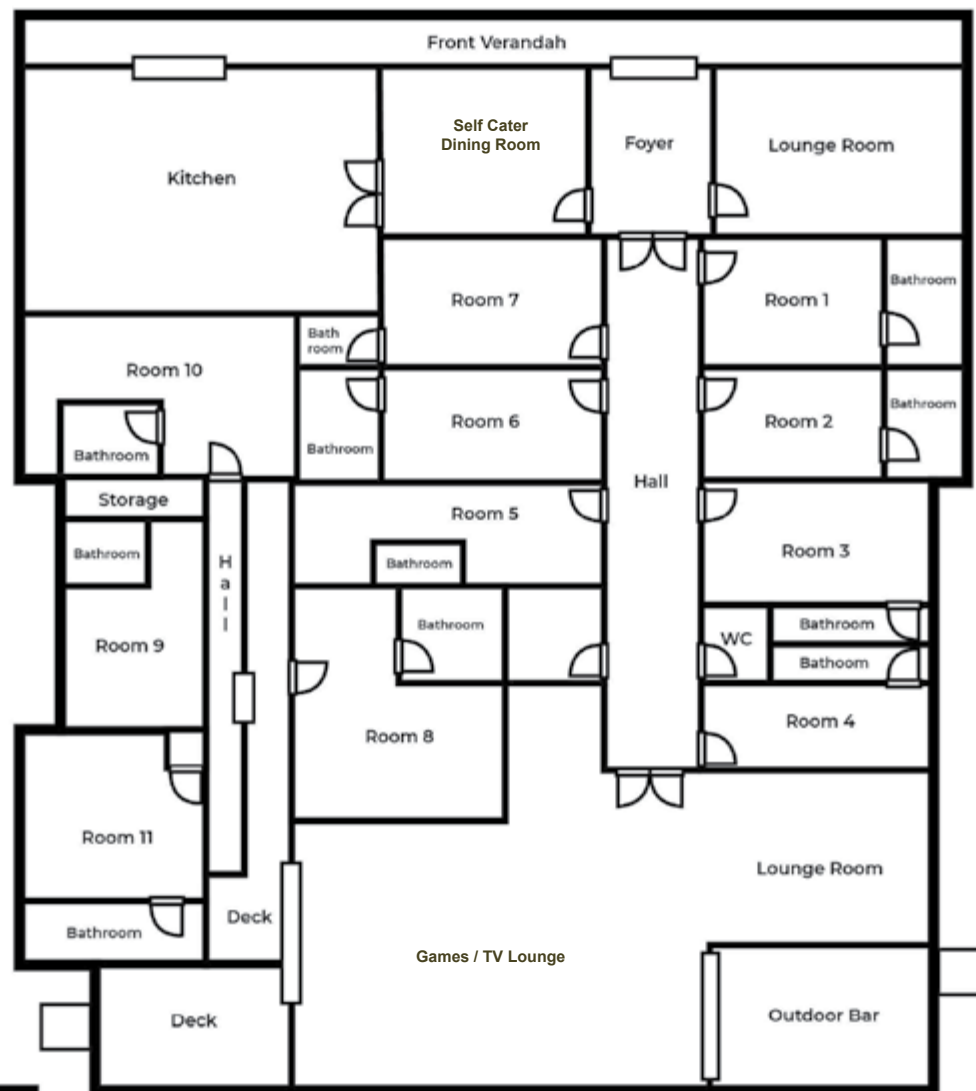 Front Verandah
Self Cater
Dining Room
Foyer
Lounge Room
Kitchen
Room 7
Room 1
Bathroom
Bath
room
Room 10
Room 6
Room 2
Bathroom
Bathroom
Bathroom
Hall
Storage
Room 5
Room 3
Bathroom
Hall
Bathroom
Room 9
Bathroom
WC
Bathroom
Bathoom
Room 8
Room 4
Room 11
Lounge Room
Bathroom
Deck
Games / TV Lounge
Deck
Outdoor Bar